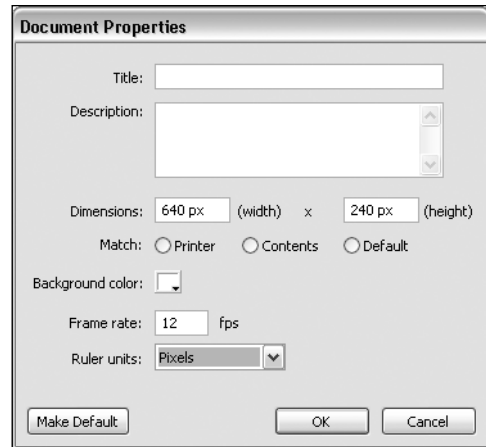 Document Properties
Title:
Description:
Dimensions: 640 px (width) x 240 px (height)
Match: Printer Contents Default
Background color:
Frame rate: 12 fps
Ruler units: Pixels
Make Default OK Cancel